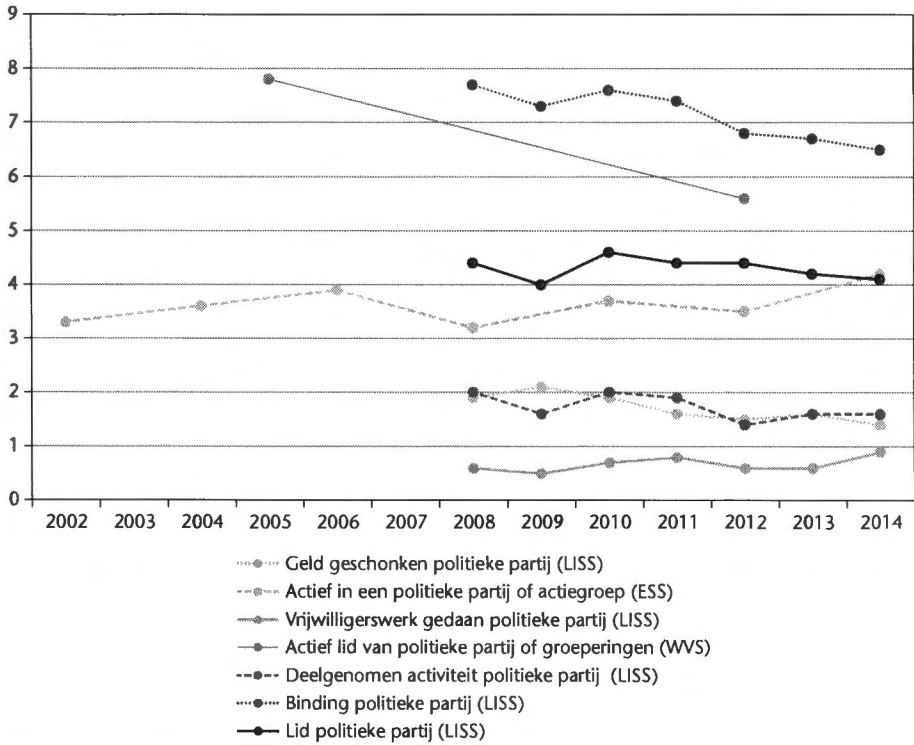 9
8
7
6
5
4
3
2
1
0
2002 2003 2004 2005 2006 2007 2008 2009 2010 2011 2012 2013 2014
Geld geschonken politieke partij (LISS)
Actief in een politieke partij of actiegroep (ESS)
Vrijwilligerswerk gedaan politieke partij (LISS)
Actief lid van politieke partij of groeperingen (WVS)
Deelgenomen activiteit politieke partij (LISS)
Binding politieke partij (LISS)
Lid politieke partij (LISS)